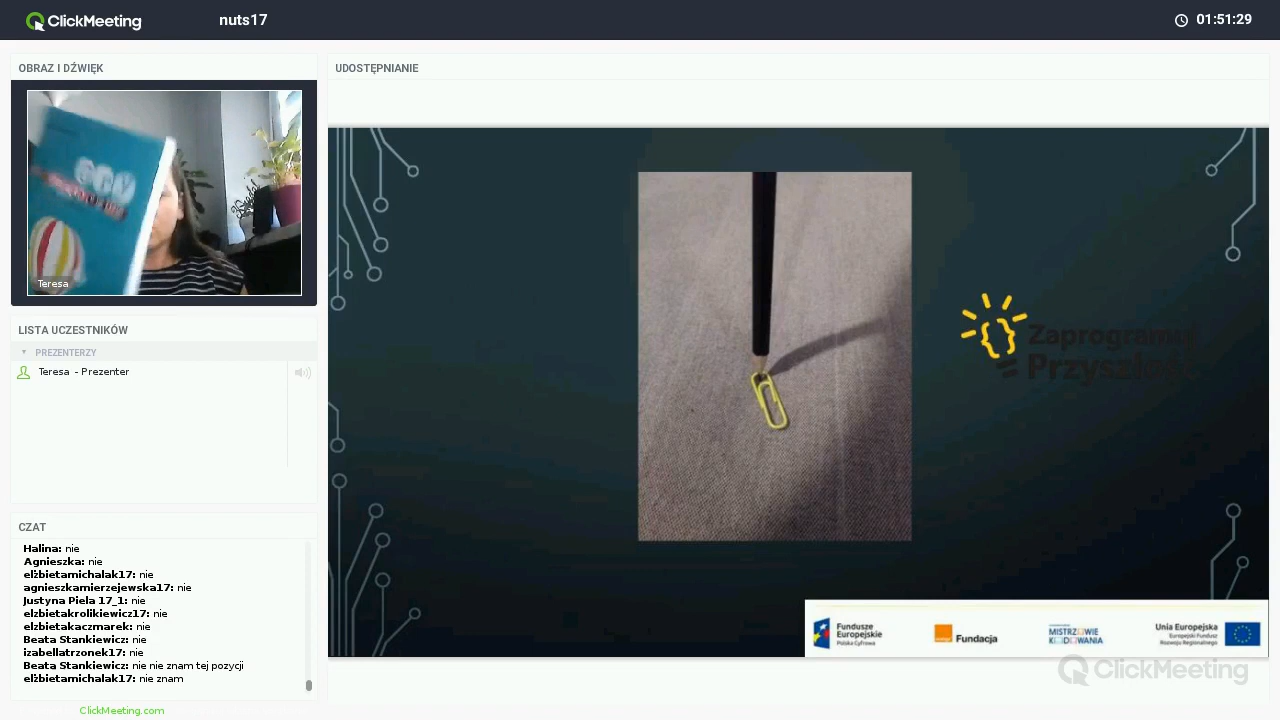 ClickMeeting
nuts17
01:51:29
OBRAZ I DŹWIĘK
UDOSTĘPNIANIE
Teresa
LISTA UCZESTNIKÓW
PREZENTERZY
Teresa - Prezenter
CZAT
Halina: nie
Agnieszka: nie
elżbietamichalak17: nie
agnieszkamierzejewska17: nie
Justyna Piela 17_1: nie
elzbietakrolikiewicz17: nie
elzbietakaczmarek: nie
Beata Stankiewicz: nie
izabellatrzonek17: nie
Beata Stankiewicz: nie nie znam tej pozycji
elżbietamichalak17: nie znam
ClickMeeting.com
Zaprogramuj
Przyszłość
Fundusze
Europejskie
Polska Cyfrowa
Fundacja
MISTRZOWIE
KODOWANIA
Unia Europejska
Europejski Fundusz
Rozwoju Regionalnego
ClickMeeting